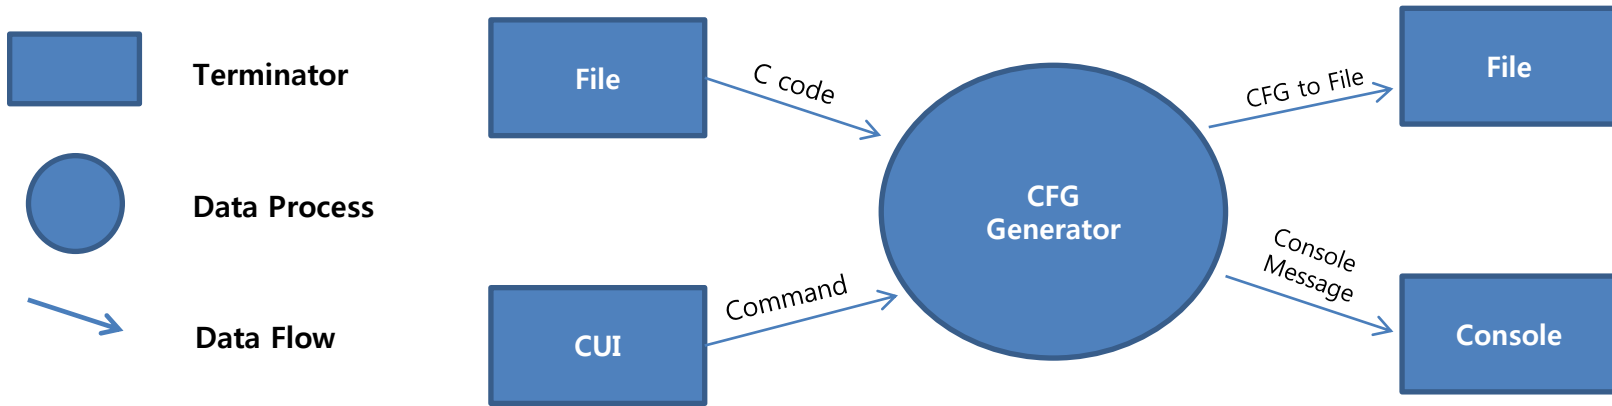 Terminator
Data Process
Data Flow
File
C code
CUI
Command
CFG
Generator
CFG to File
File
Console
Message
Console